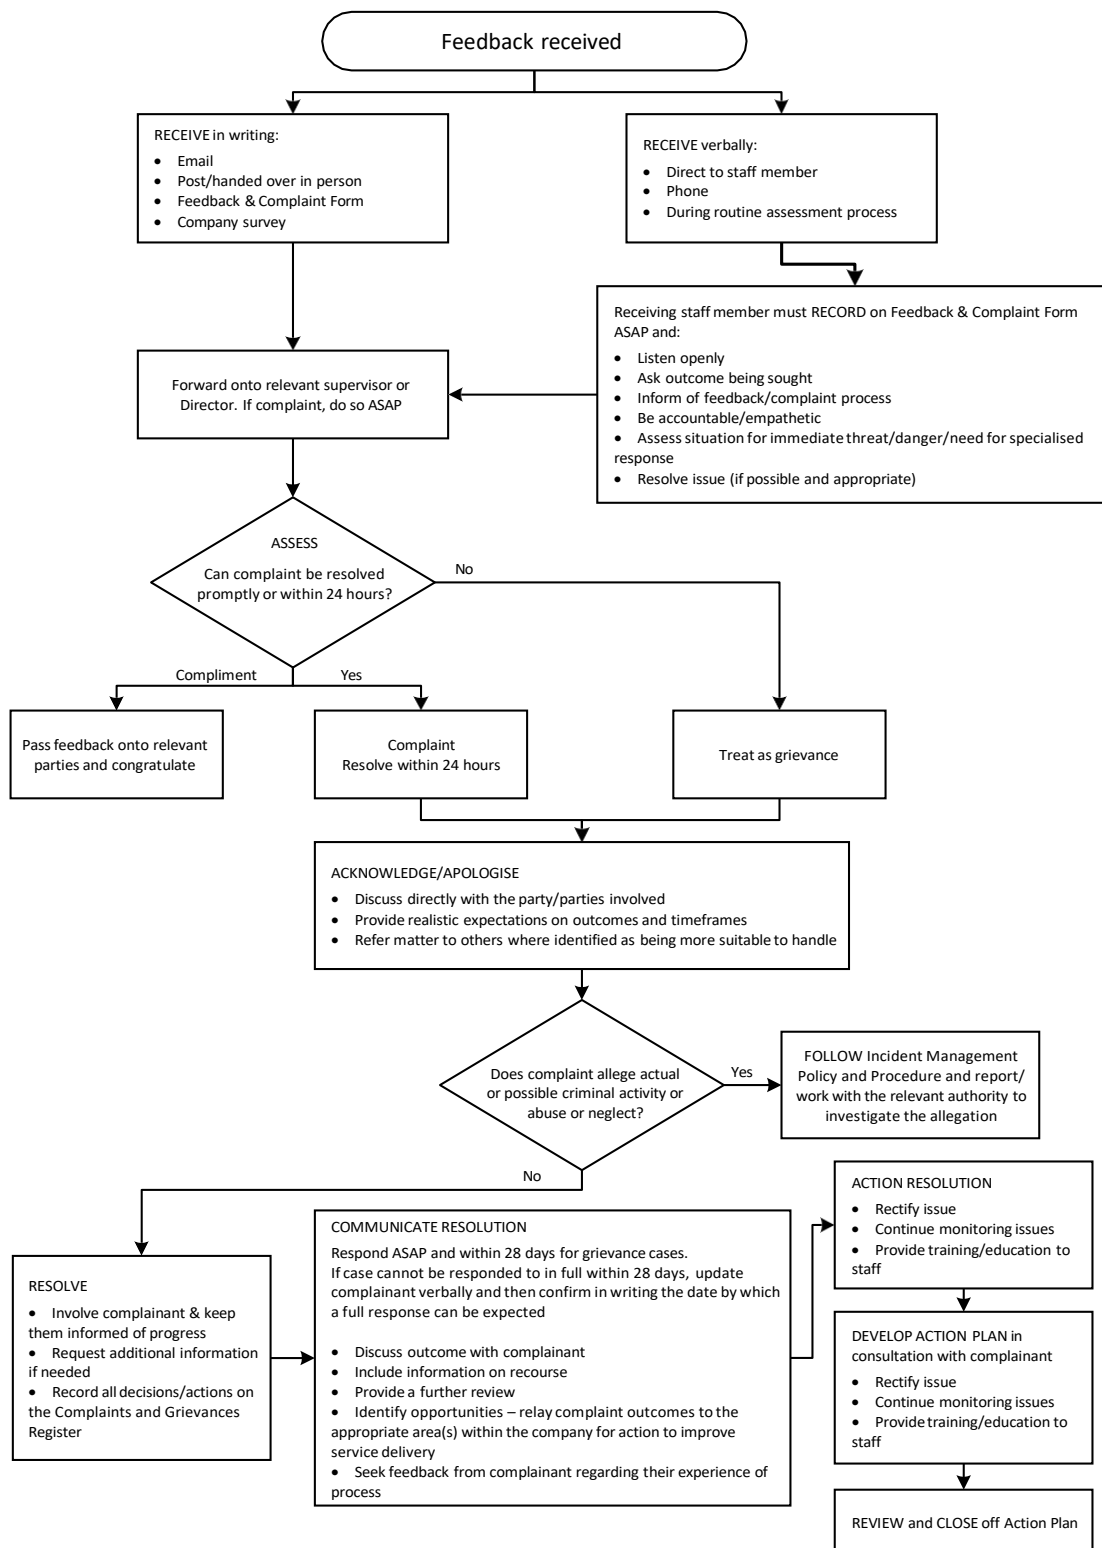 Feedback received
RECEIVE in writing:
• Email
• Post/handed over in person
• Feedback & Complaint Form
• Company survey
RECEIVE verbally:
• Direct to staff member
• Phone
• During routine assessment process
Receiving staff member must RECORD on Feedback & Complaint Form
ASAP and:
• Listen openly
• Ask outcome being sought
• Inform of feedback/complaint process
• Be accountable/empathetic
• Assess situation for immediate threat/danger/need for specialised
response
• Resolve issue (if possible and appropriate)
Forward onto relevant supervisor or
Director. If complaint, do so ASAP
ASSESS
Can complaint be resolved
promptly or within 24 hours?
No
Compliment
Yes
Pass feedback onto relevant
parties and congratulate
Complaint
Resolve within 24 hours
Treat as grievance
ACKNOWLEDGE/APOLOGISE
• Discuss directly with the party/parties involved
• Provide realistic expectations on outcomes and timeframes
• Refer matter to others where identified as being more suitable to handle
Does complaint allege actual
or possible criminal activity or
abuse or neglect?
Yes
FOLLOW Incident Management
Policy and Procedure and report/
work with the relevant authority to
investigate the allegation
No
RESOLVE
• Involve complainant & keep
them informed of progress
• Request additional information
if needed
• Record all decisions/actions on
the Complaints and Grievances
Register
COMMUNICATE RESOLUTION
Respond ASAP and within 28 days for grievance cases.
If case cannot be responded to in full within 28 days, update
complainant verbally and then confirm in writing the date by which
a full response can be expected
• Discuss outcome with complainant
• Include information on recourse
• Provide a further review
• Identify opportunities – relay complaint outcomes to the
appropriate area(s) within the company for action to improve
service delivery
• Seek feedback from complainant regarding their experience of
process
ACTION RESOLUTION
• Rectify issue
• Continue monitoring issues
• Provide training/education to
staff
DEVELOP ACTION PLAN in
consultation with complainant
• Rectify issue
• Continue monitoring issues
• Provide training/education to
staff
REVIEW and CLOSE off Action Plan